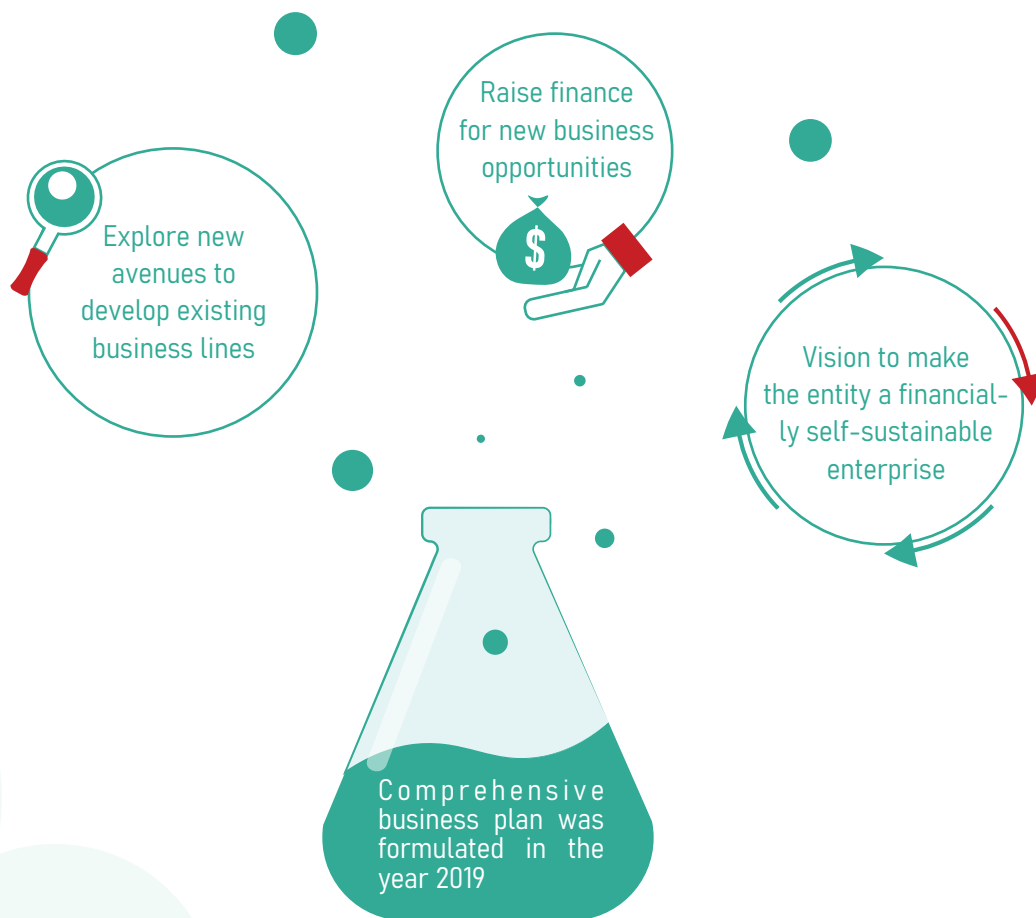 Raise finance
for new business
opportunities
$
Explore new
avenues to
develop existing
business lines
Vision to make
the entity a financial-
ly self-sustainable
enterprise
Comprehensive
business plan was
formulated in the
year 2019